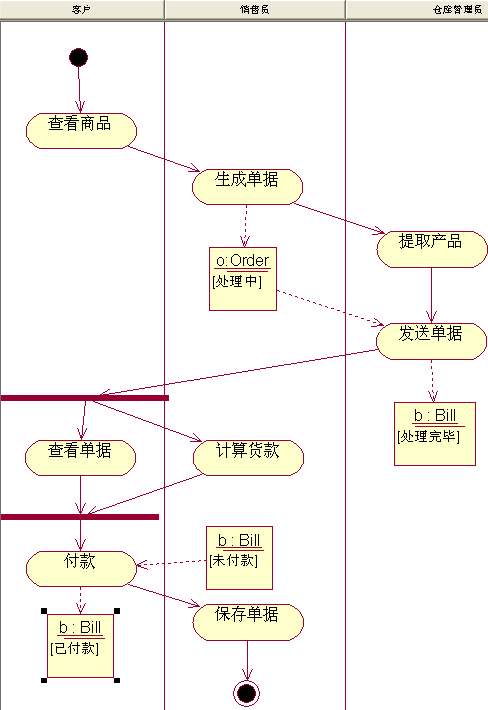 客户
销售员
仓库管理员
查看商品
生成单据
提取产品
o:Order
[处理中]
发送单据
b : Bill
[处理完毕]
查看单据
计算货款
b : Bill
[未付款]
付款
保存单据
b : Bill
[已付款]